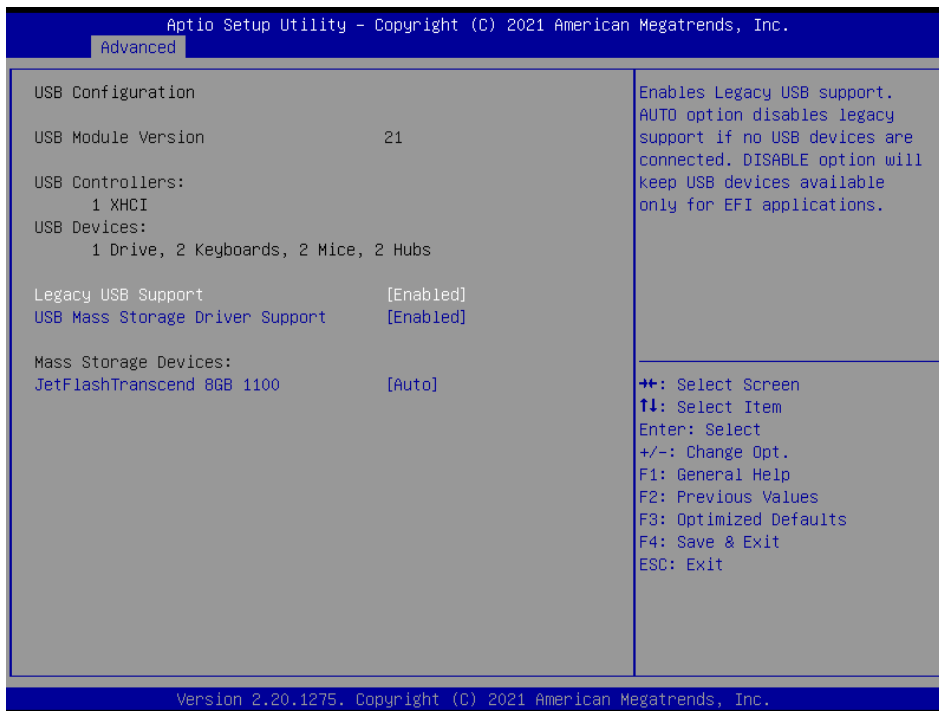 Aptio Setup Utility – Copyright (C) 2021 American Megatrends, Inc.
Advanced
USB Configuration
USB Module Version 21
USB Controllers:
1 XHCI
USB Devices:
1 Drive, 2 Keyboards, 2 Mice, 2 Hubs
Legacy USB Support [Enabled]
USB Mass Storage Driver Support [Enabled]
Mass Storage Devices:
JetFlashTranscend 8GB 1100 [Auto]
Enables Legacy USB support.
AUTO option disables legacy
support if no USB devices are
connected. DISABLE option will
keep USB devices available
only for EFI applications.
→←: Select Screen
↑↓: Select Item
Enter: Select
+/-: Change Opt.
F1: General Help
F2: Previous Values
F3: Optimized Defaults
F4: Save & Exit
ESC: Exit
Version 2.20.1275. Copyright (C) 2021 American Megatrends, Inc.